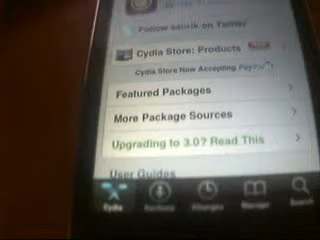 Follow saurik on Twitter
Cydia Store: Products
Cydia Store Now Accepting PayPal
Featured Packages
More Package Sources
Upgrading to 3.0? Read This
User Guides
Cydia
Sections
Changes
Manage
Search